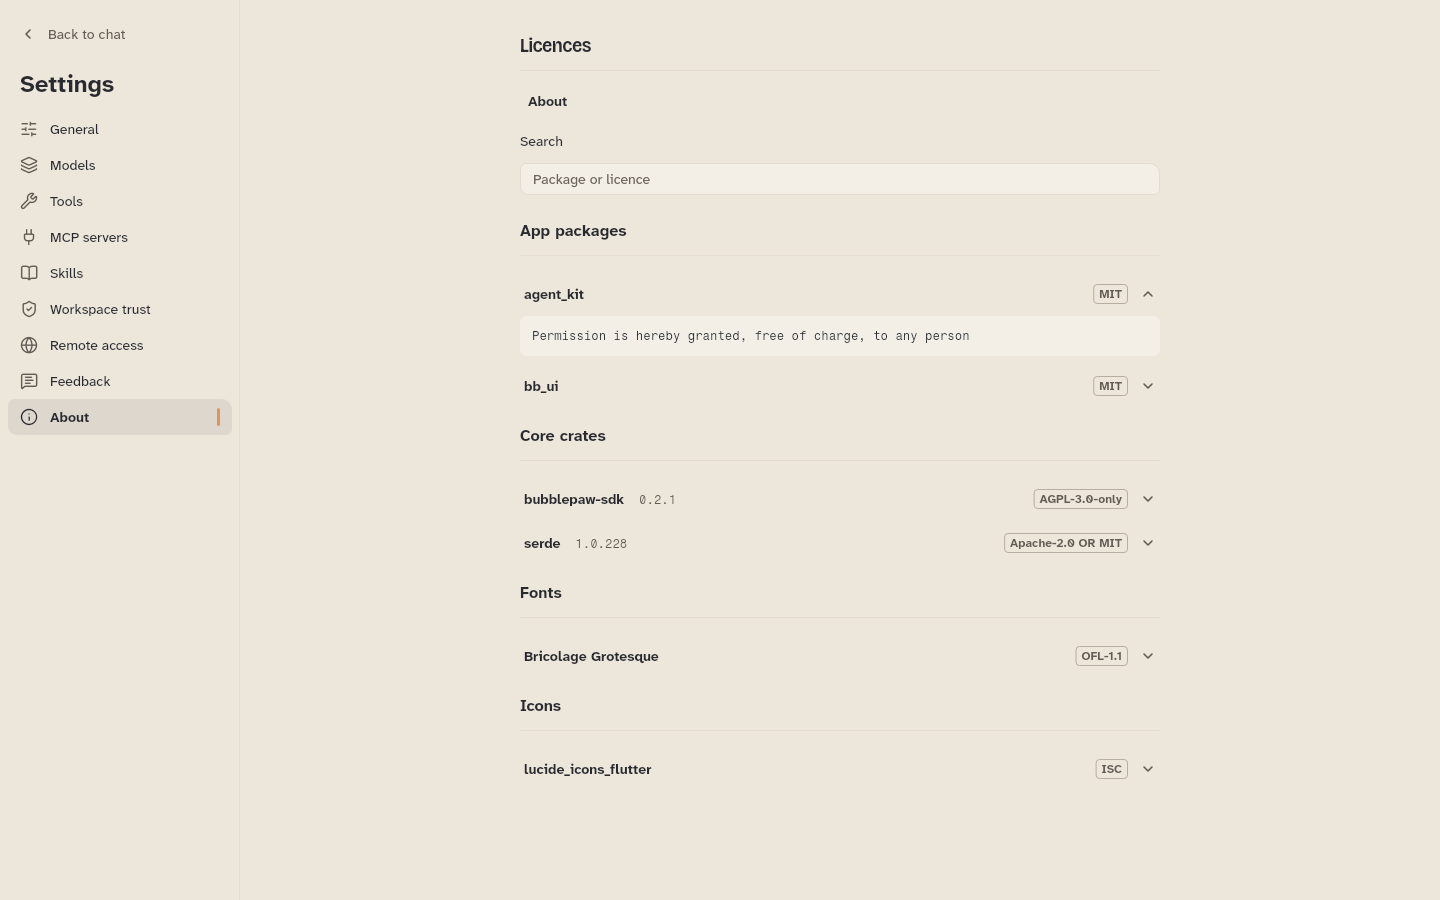 Back to chat
Settings
General
Models
Tools
MCP servers
Skills
Workspace trust
Remote access
Feedback
About
Licences
About
Search
Package or licence
App packages
agent_kit MIT
Permission is hereby granted, free of charge, to any person
bb_ui MIT
Core crates
bubblepaw-sdk 0.2.1 AGPL-3.0-only
serde 1.0.228 Apache-2.0 OR MIT
Fonts
Bricolage Grotesque OFL-1.1
Icons
lucide_icons_flutter ISC